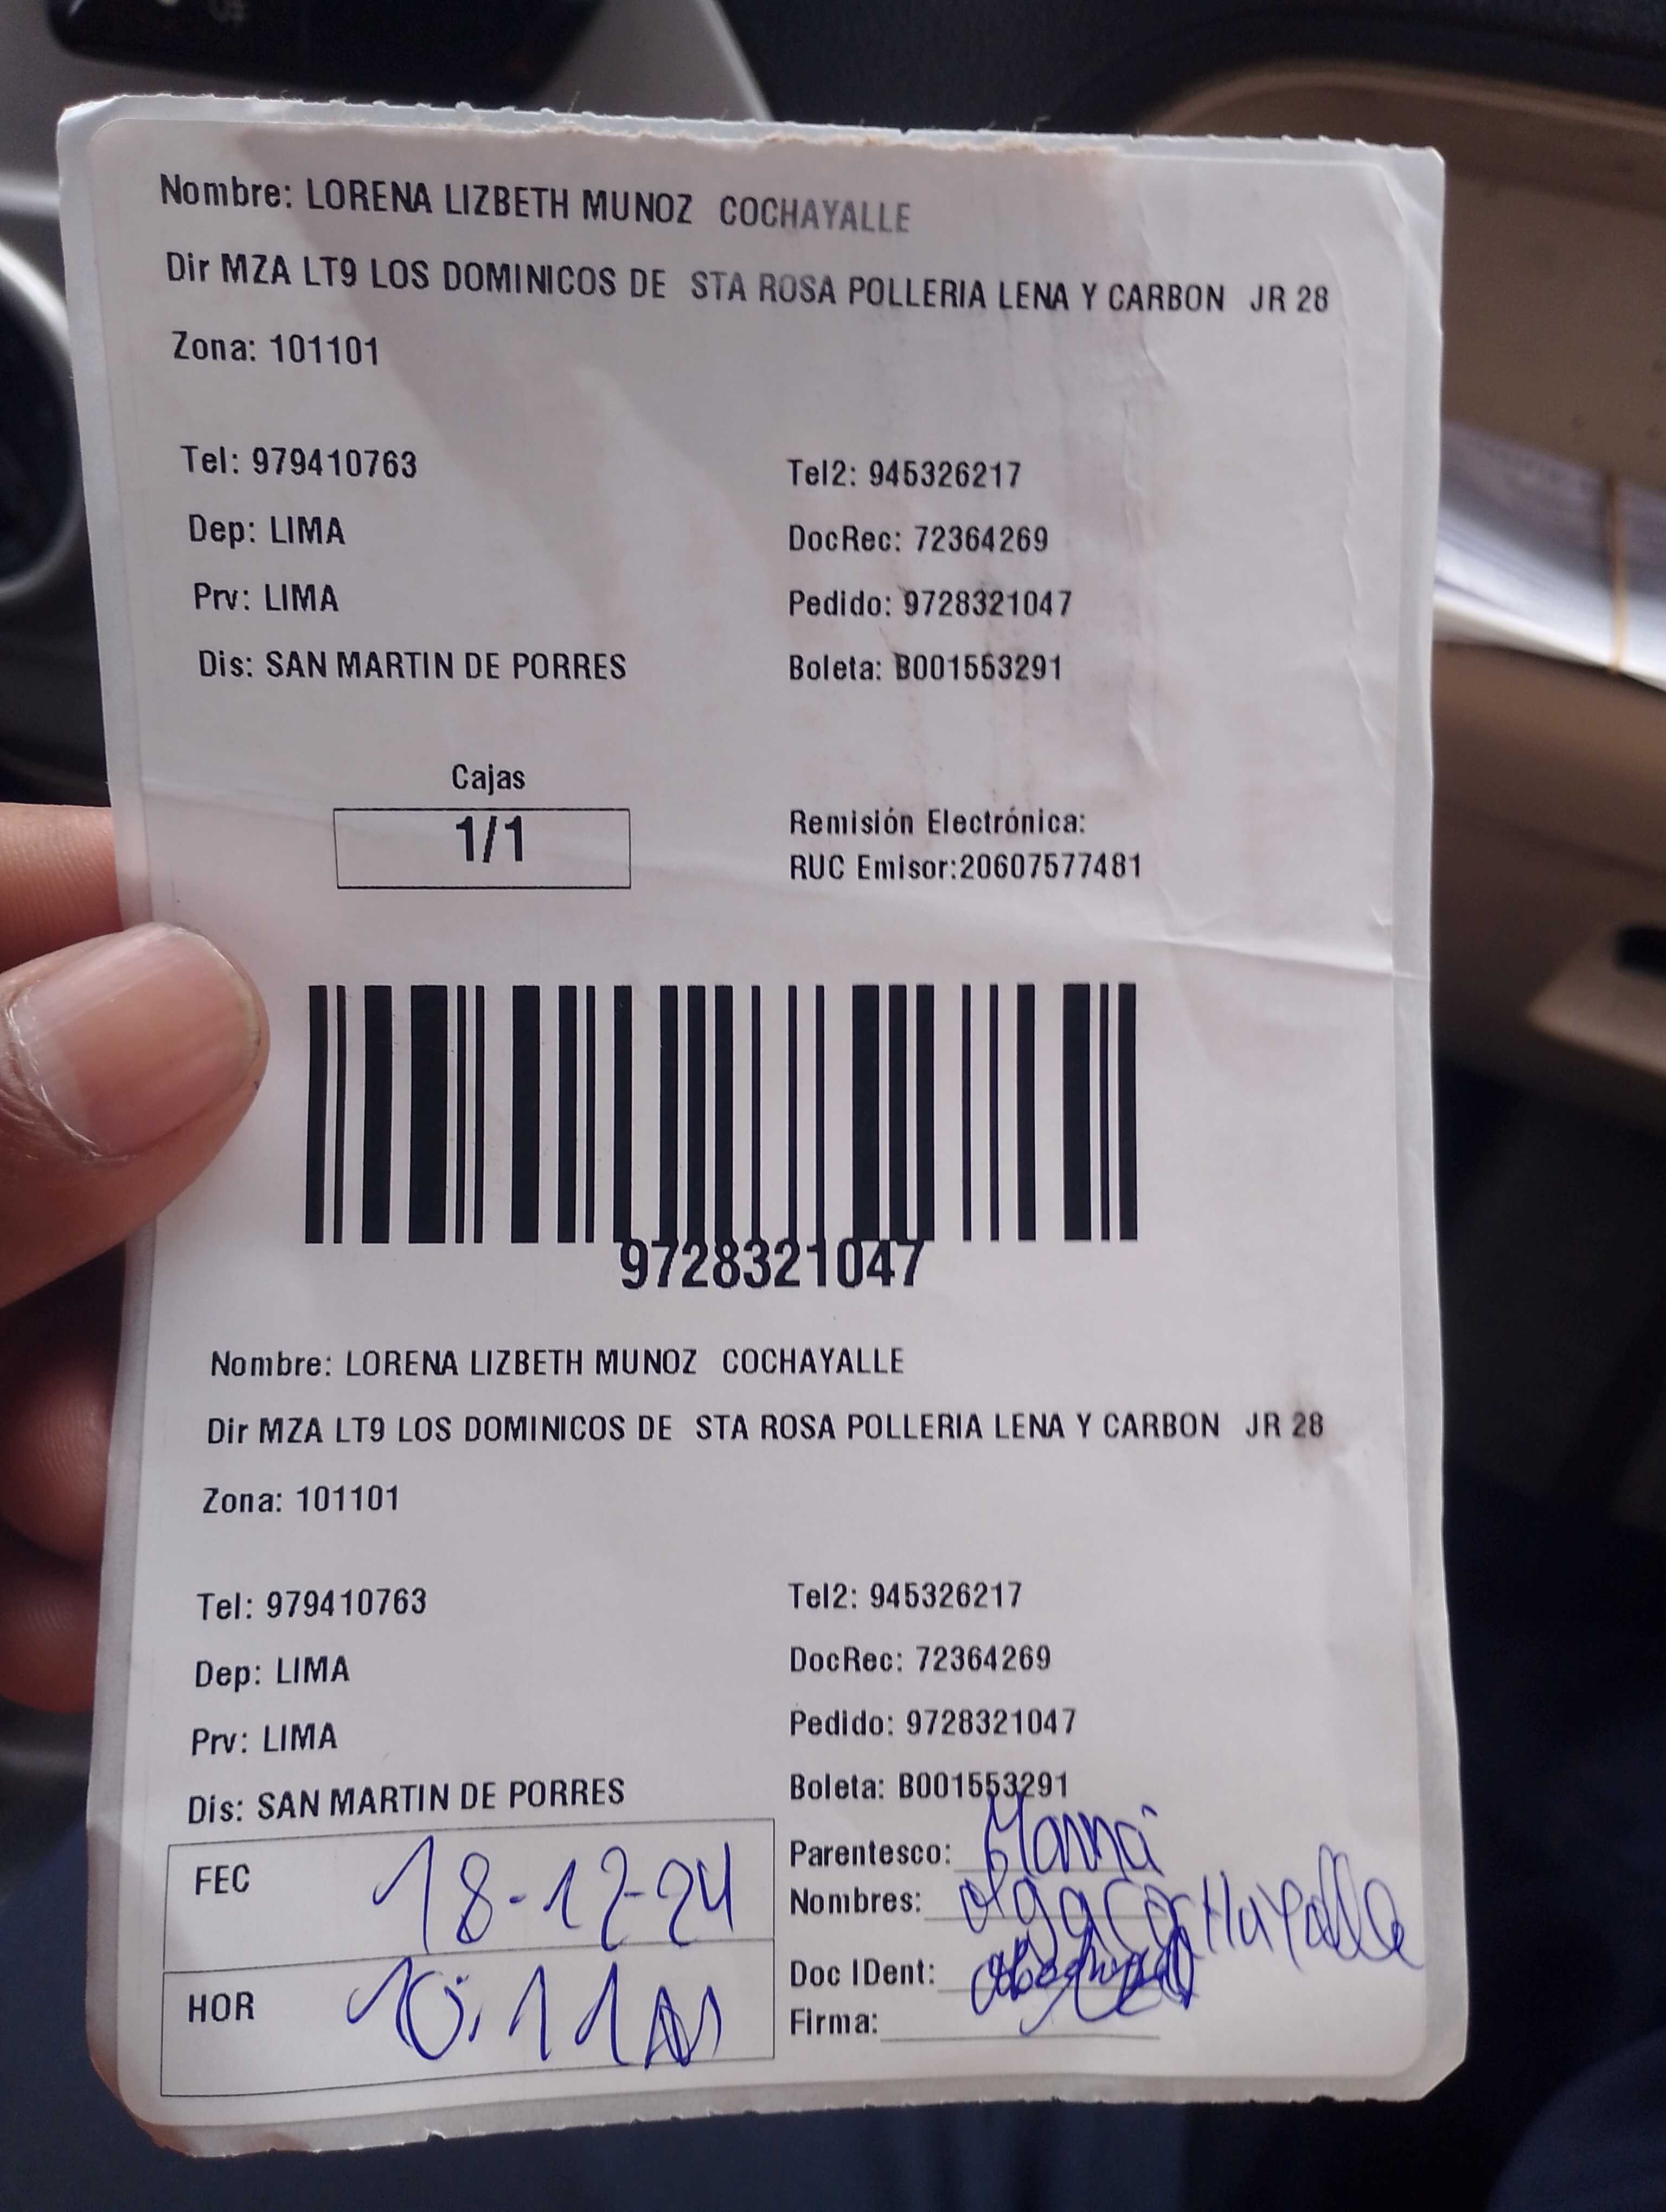 Nombre: LORENA LIZBETH MUNOZ COCHAYALLE
Dir MZA LT9 LOS DOMINICOS DE STA ROSA POLLERIA LENA Y CARBON JR 28
Zona: 101101
Tel: 979410763 Tel2: 945326217
Dep: LIMA DocRec: 72364269
Prv: LIMA Pedido: 9728321047
Dis: SAN MARTIN DE PORRES Boleta: B001553291
Cajas
1/1
Remisión Electrónica:
RUC Emisor:20607577481
9728321047
Nombre: LORENA LIZBETH MUNOZ COCHAYALLE
Dir MZA LT9 LOS DOMINICOS DE STA ROSA POLLERIA LENA Y CARBON JR 28
Zona: 101101
Tel: 979410763 Tel2: 945326217
Dep: LIMA DocRec: 72364269
Prv: LIMA Pedido: 9728321047
Dis: SAN MARTIN DE PORRES Boleta: B001553291
FEC 18-12-24
HOR 10:11
Parentesco: Mamá
Nombres: olga CocHayalle
Doc IDent:
Firma: